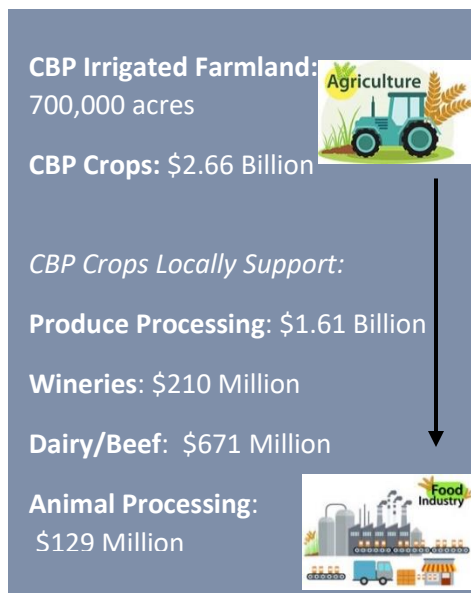 CBP Irrigated Farmland:
700,000 acres
Agriculture
CBP Crops: $2.66 Billion
CBP Crops Locally Support:
Produce Processing: $1.61 Billion
Wineries: $210 Million
Dairy/Beef: $671 Million
Animal Processing:
$129 Million
Food
Industry